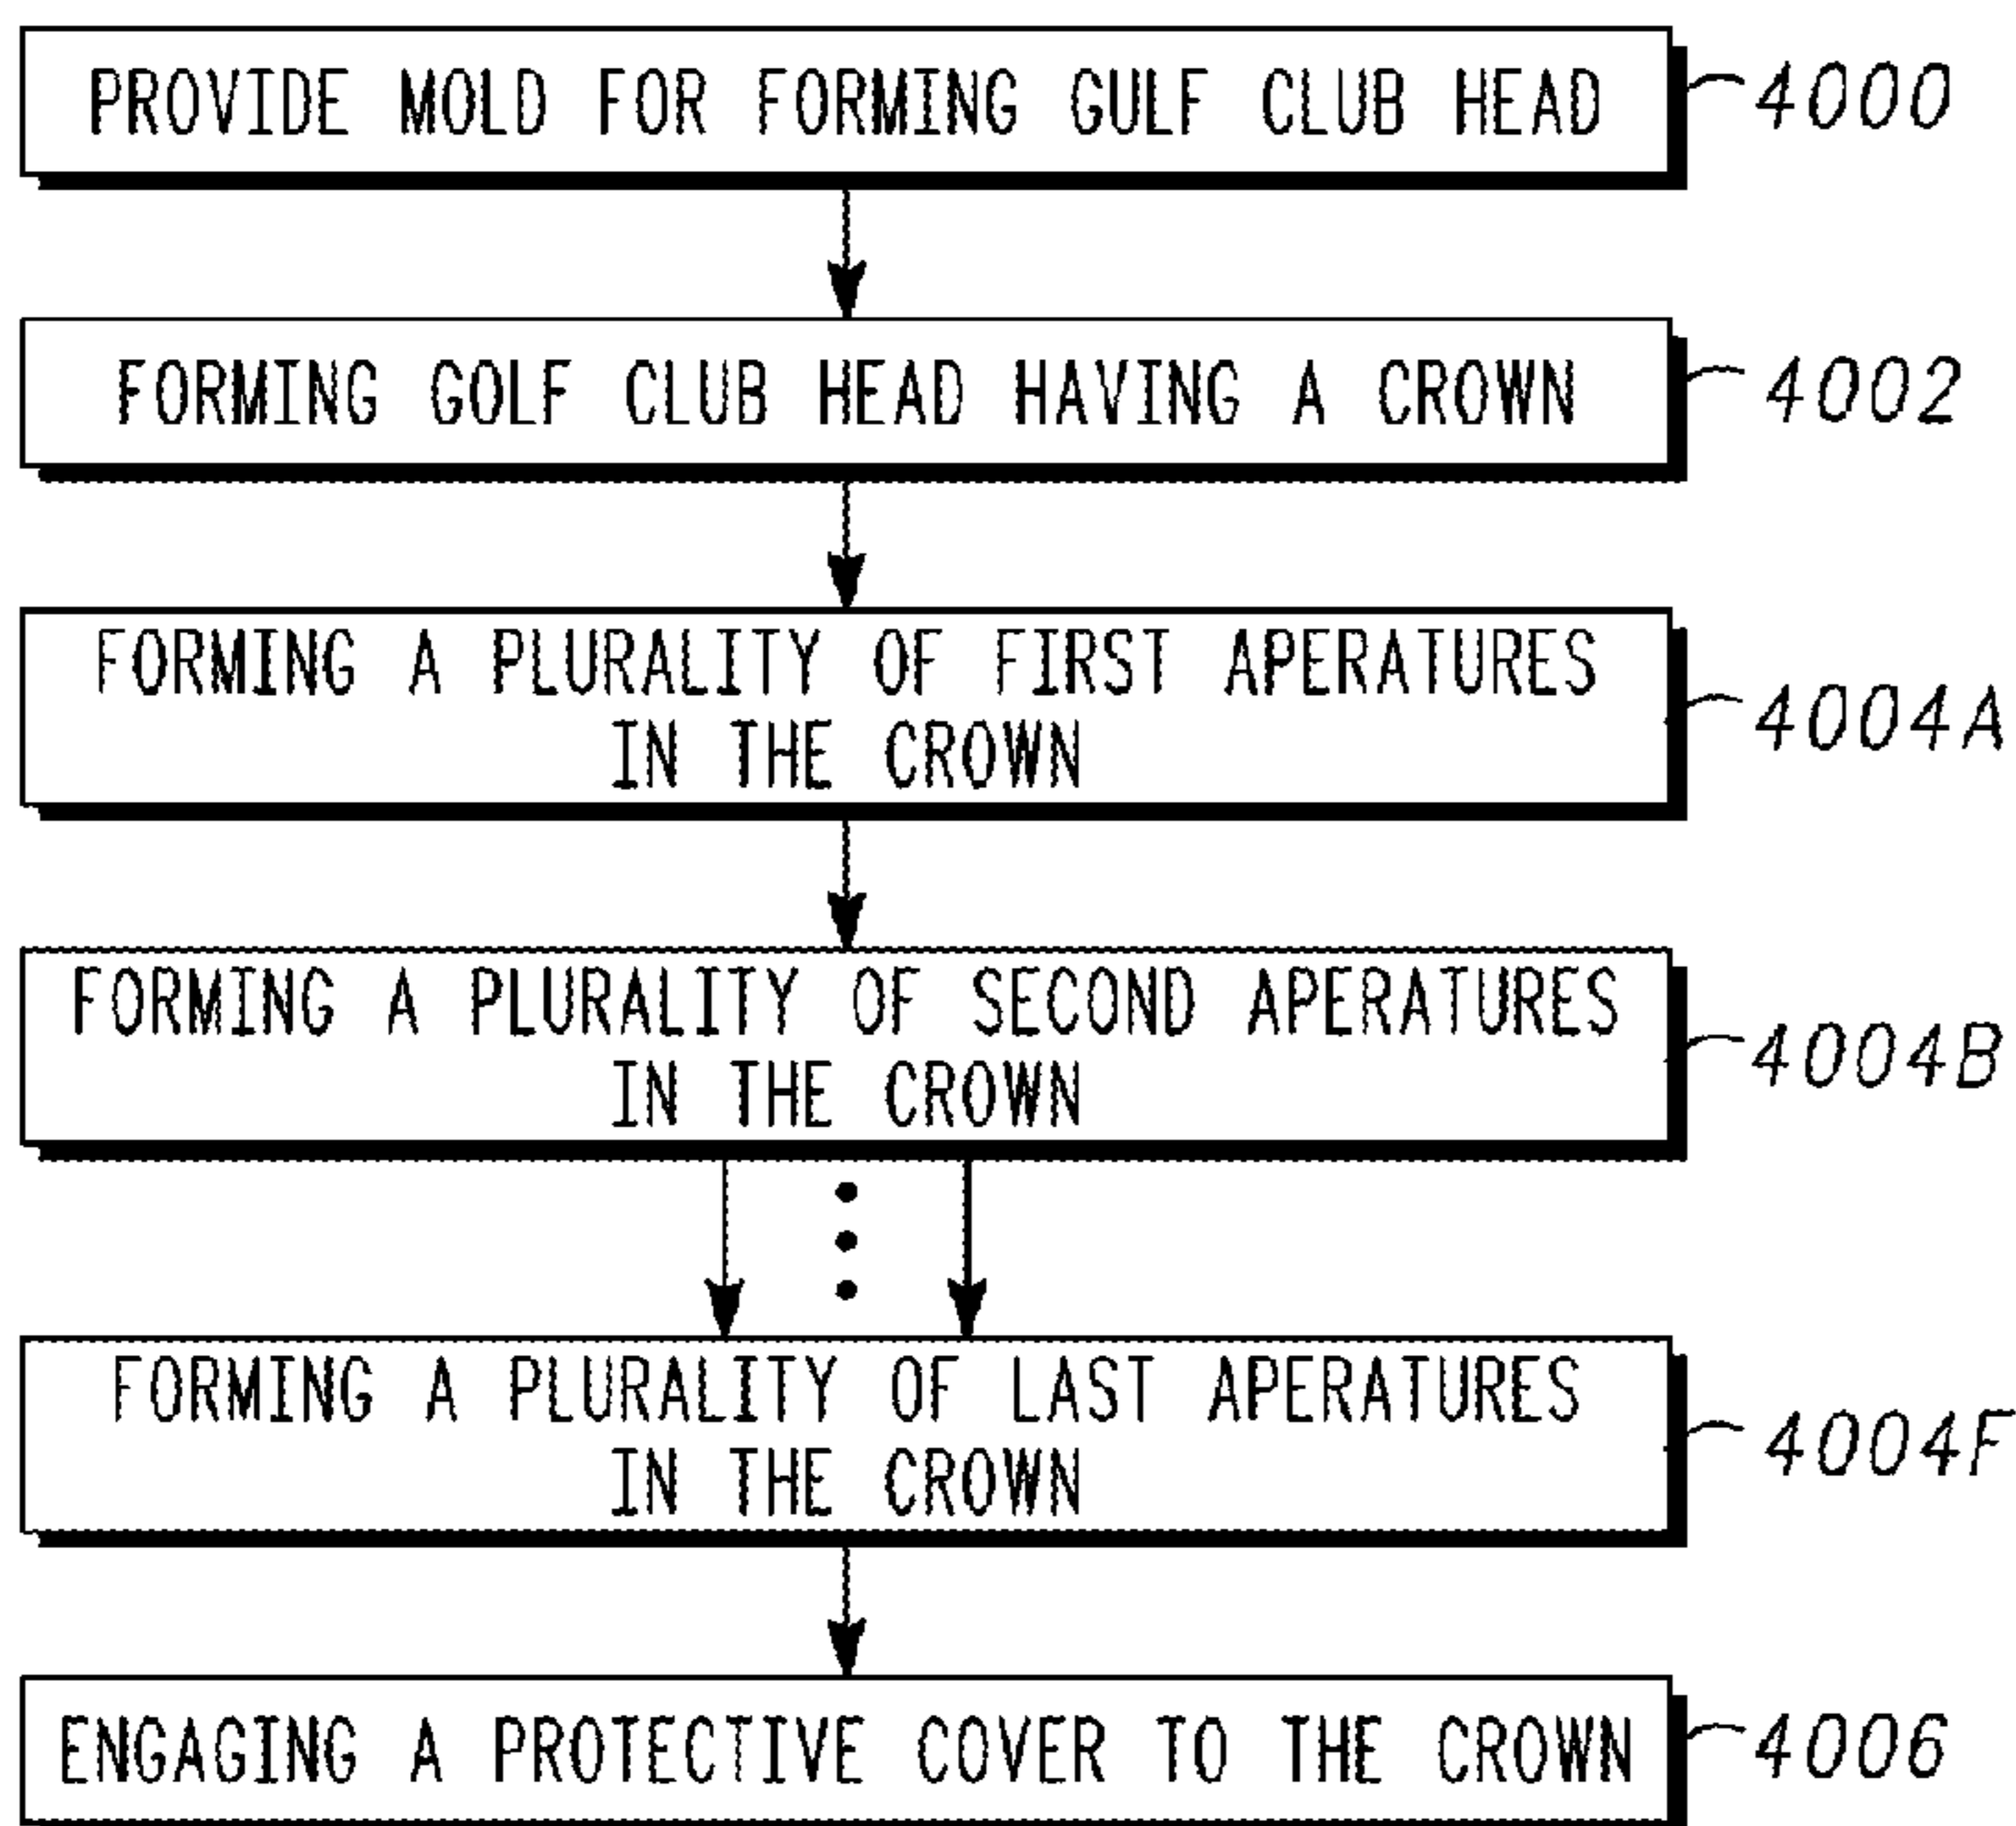 PROVIDE MOLD FOR FORMING GULF CLUB HEAD
4000
FORMING GOLF CLUB HEAD HAVING A CROWN
4002
FORMING A PLURALITY OF FIRST APERATURES
IN THE CROWN
4004A
FORMING A PLURALITY OF SECOND APERATURES
IN THE CROWN
4004B
FORMING A PLURALITY OF LAST APERATURES
IN THE CROWN
4004F
ENGAGING A PROTECTIVE COVER TO THE CROWN
4006